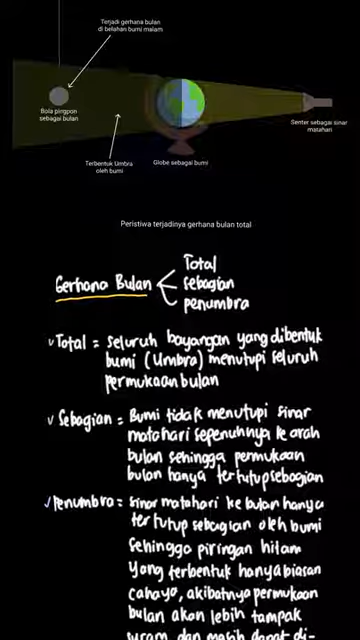 Terjadi gerhana bulan
di belahan bumi malam
Bola pingpon
sebagai bulan
Senter sebagai sinar
matahari
Terbentuk Umbra
oleh bumi
Globe sebagai bumi
Peristiwa terjadinya gerhana bulan total
Gerhana Bulan
Total
sebagian
penumbra
Total = seluruh bayangan yang dibentuk
bumi (Umbra) menutupi seluruh
permukaan bulan
Sebagian = Bumi tidak menutupi sinar
matahari sepenuhnya ke arah
bulan sehingga permukaan
bulan hanya tertutup sebagian
Penumbra = sinar matahari ke bulan hanya
tertutup sebagian oleh bumi
sehingga piringan hitam
yang terbentuk hanya biasan
cahaya, akibatnya permukaan
bulan akan lebih tampak
suram dan masih dapat di-